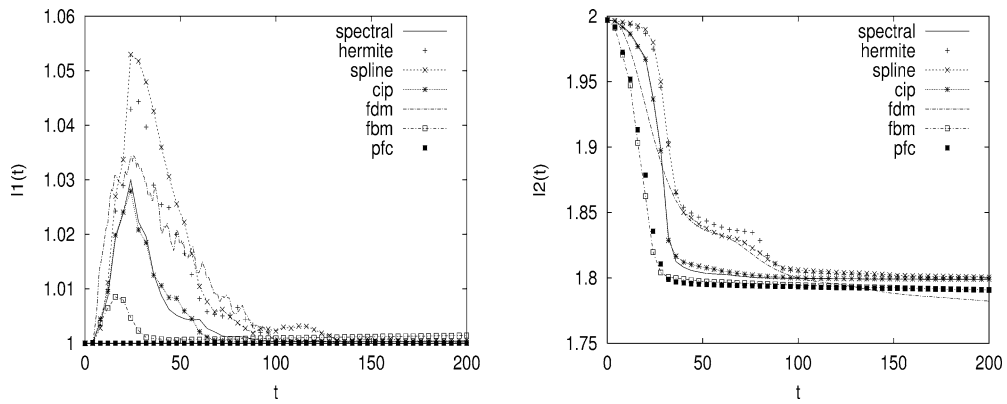 1.06
1.05
1.04
1.03
1.02
1.01
1
0
50
100
150
200
t
I1(t)
spectral
hermite
spline
cip
fdm
fbm
pfc
2
1.95
1.9
1.85
1.8
1.75
0
50
100
150
200
t
I2(t)
spectral
hermite
spline
cip
fdm
fbm
pfc